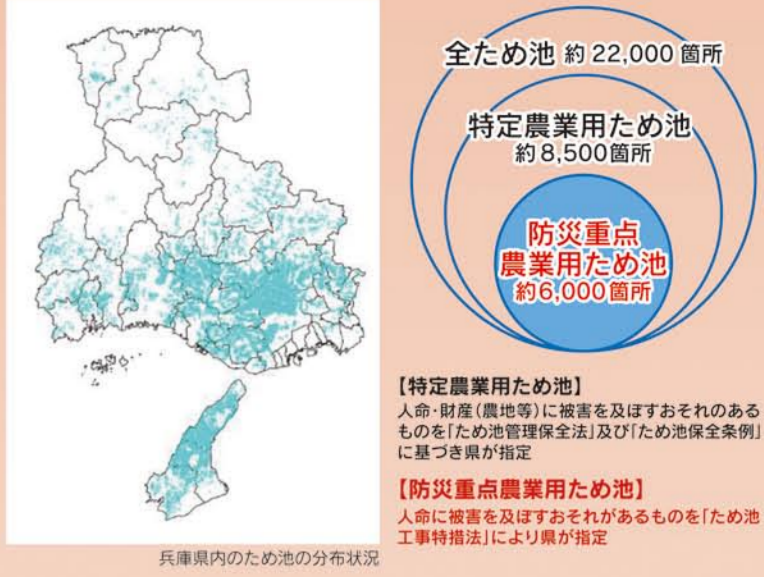 全ため池 約22,000箇所
特定農業用ため池
約8,500箇所
防災重点
農業用ため池
約6,000箇所
【特定農業用ため池】
人命・財産(農地等)に被害を及ぼすおそれのある
ものを「ため池管理保全法」及び「ため池保全条例」
に基づき県が指定
【防災重点農業用ため池】
人命に被害を及ぼすおそれがあるものを「ため池
工事特措法」により県が指定
兵庫県内のため池の分布状況